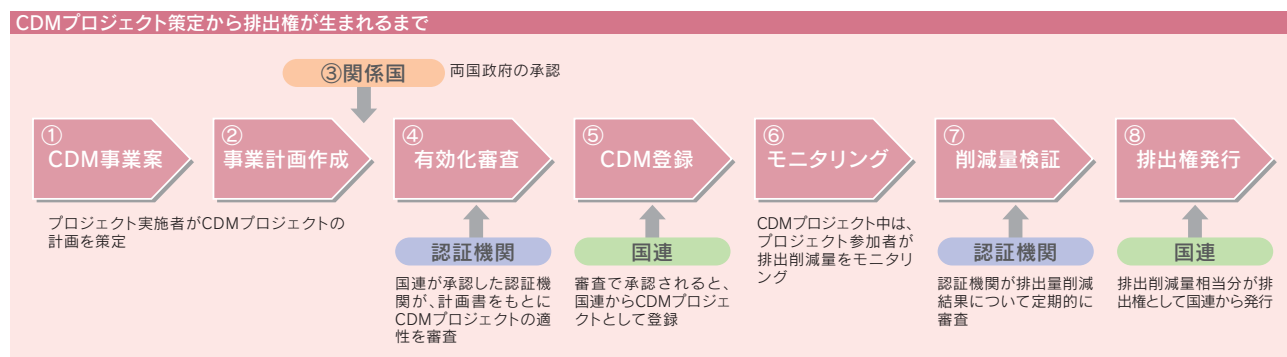 CDMプロジェクト策定から排出権が生まれるまで
③関係国
両国政府の承認
①
CDM事業案
②
事業計画作成
④
有効化審査
⑤
CDM登録
⑥
モニタリング
⑦
削減量検証
⑧
排出権発行
プロジェクト実施者がCDMプロジェクトの
計画を策定
認証機関
国連が承認した認証機
関が、計画書をもとに
CDMプロジェクトの適
性を審査
国連
審査で承認されると、
国連からCDMプロジェ
クトとして登録
CDMプロジェクト中は、
プロジェクト参加者が
排出削減量をモニタリ
ング
認証機関
認証機関が排出量削減
結果について定期的に
審査
国連
排出削減量相当分が排
出権として国連から発行